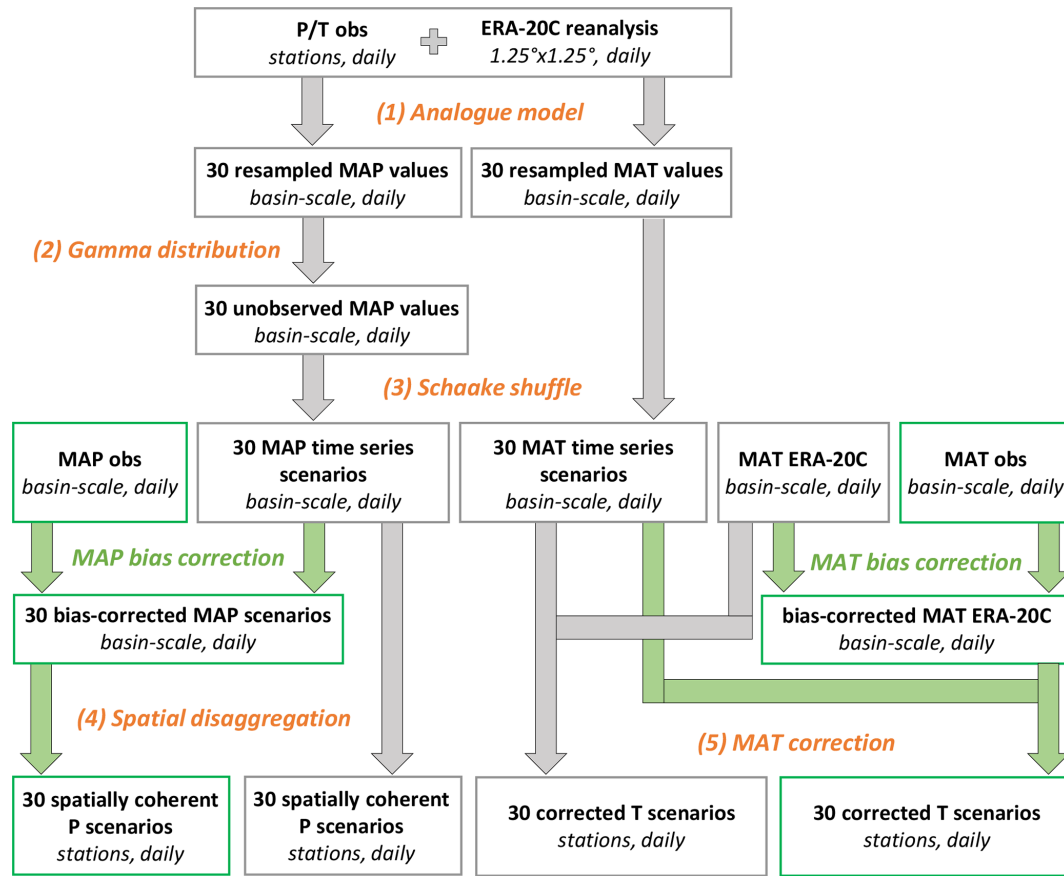 P/T obs
stations, daily
ERA-20C reanalysis
1.25°x1.25°, daily
(1) Analogue model
30 resampled MAP values
basin-scale, daily
30 resampled MAT values
basin-scale, daily
(2) Gamma distribution
30 unobserved MAP values
basin-scale, daily
(3) Schaake shuffle
MAP obs
basin-scale, daily
30 MAP time series
scenarios
basin-scale, daily
30 MAT time series
scenarios
basin-scale, daily
MAT ERA-20C
basin-scale, daily
MAT obs
basin-scale, daily
MAP bias correction
MAT bias correction
30 bias-corrected MAP scenarios
basin-scale, daily
bias-corrected MAT ERA-20C
basin-scale, daily
(4) Spatial disaggregation
(5) MAT correction
30 spatially coherent
P scenarios
stations, daily
30 spatially coherent
P scenarios
stations, daily
30 corrected T scenarios
stations, daily
30 corrected T scenarios
stations, daily